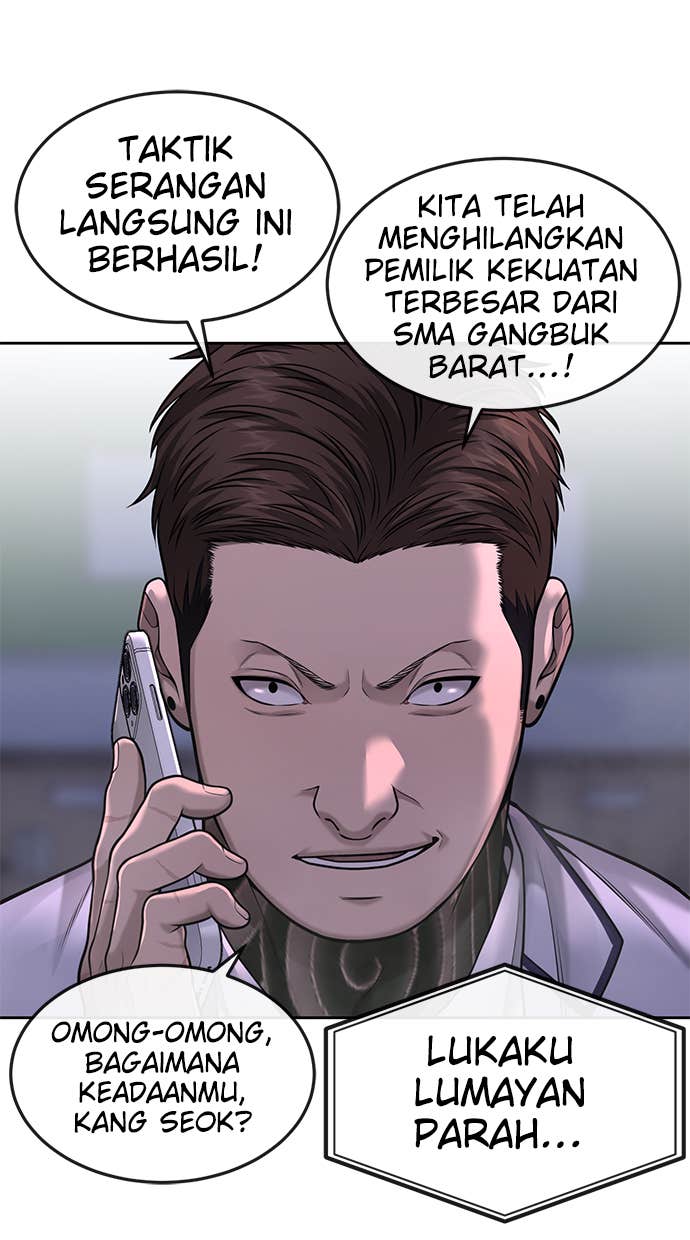 TAKTIK
SERANGAN
LANGSUNG INI
BERHASIL!
KITA TELAH
MENGHILANGKAN
PEMILIK KEKUATAN
TERBESAR DARI
SMA GANGBUK
BARAT...!
OMONG-OMONG,
BAGAIMANA
KEADAANMU,
KANG SEOK?
LUKAKU
LUMAYAN
PARAH...